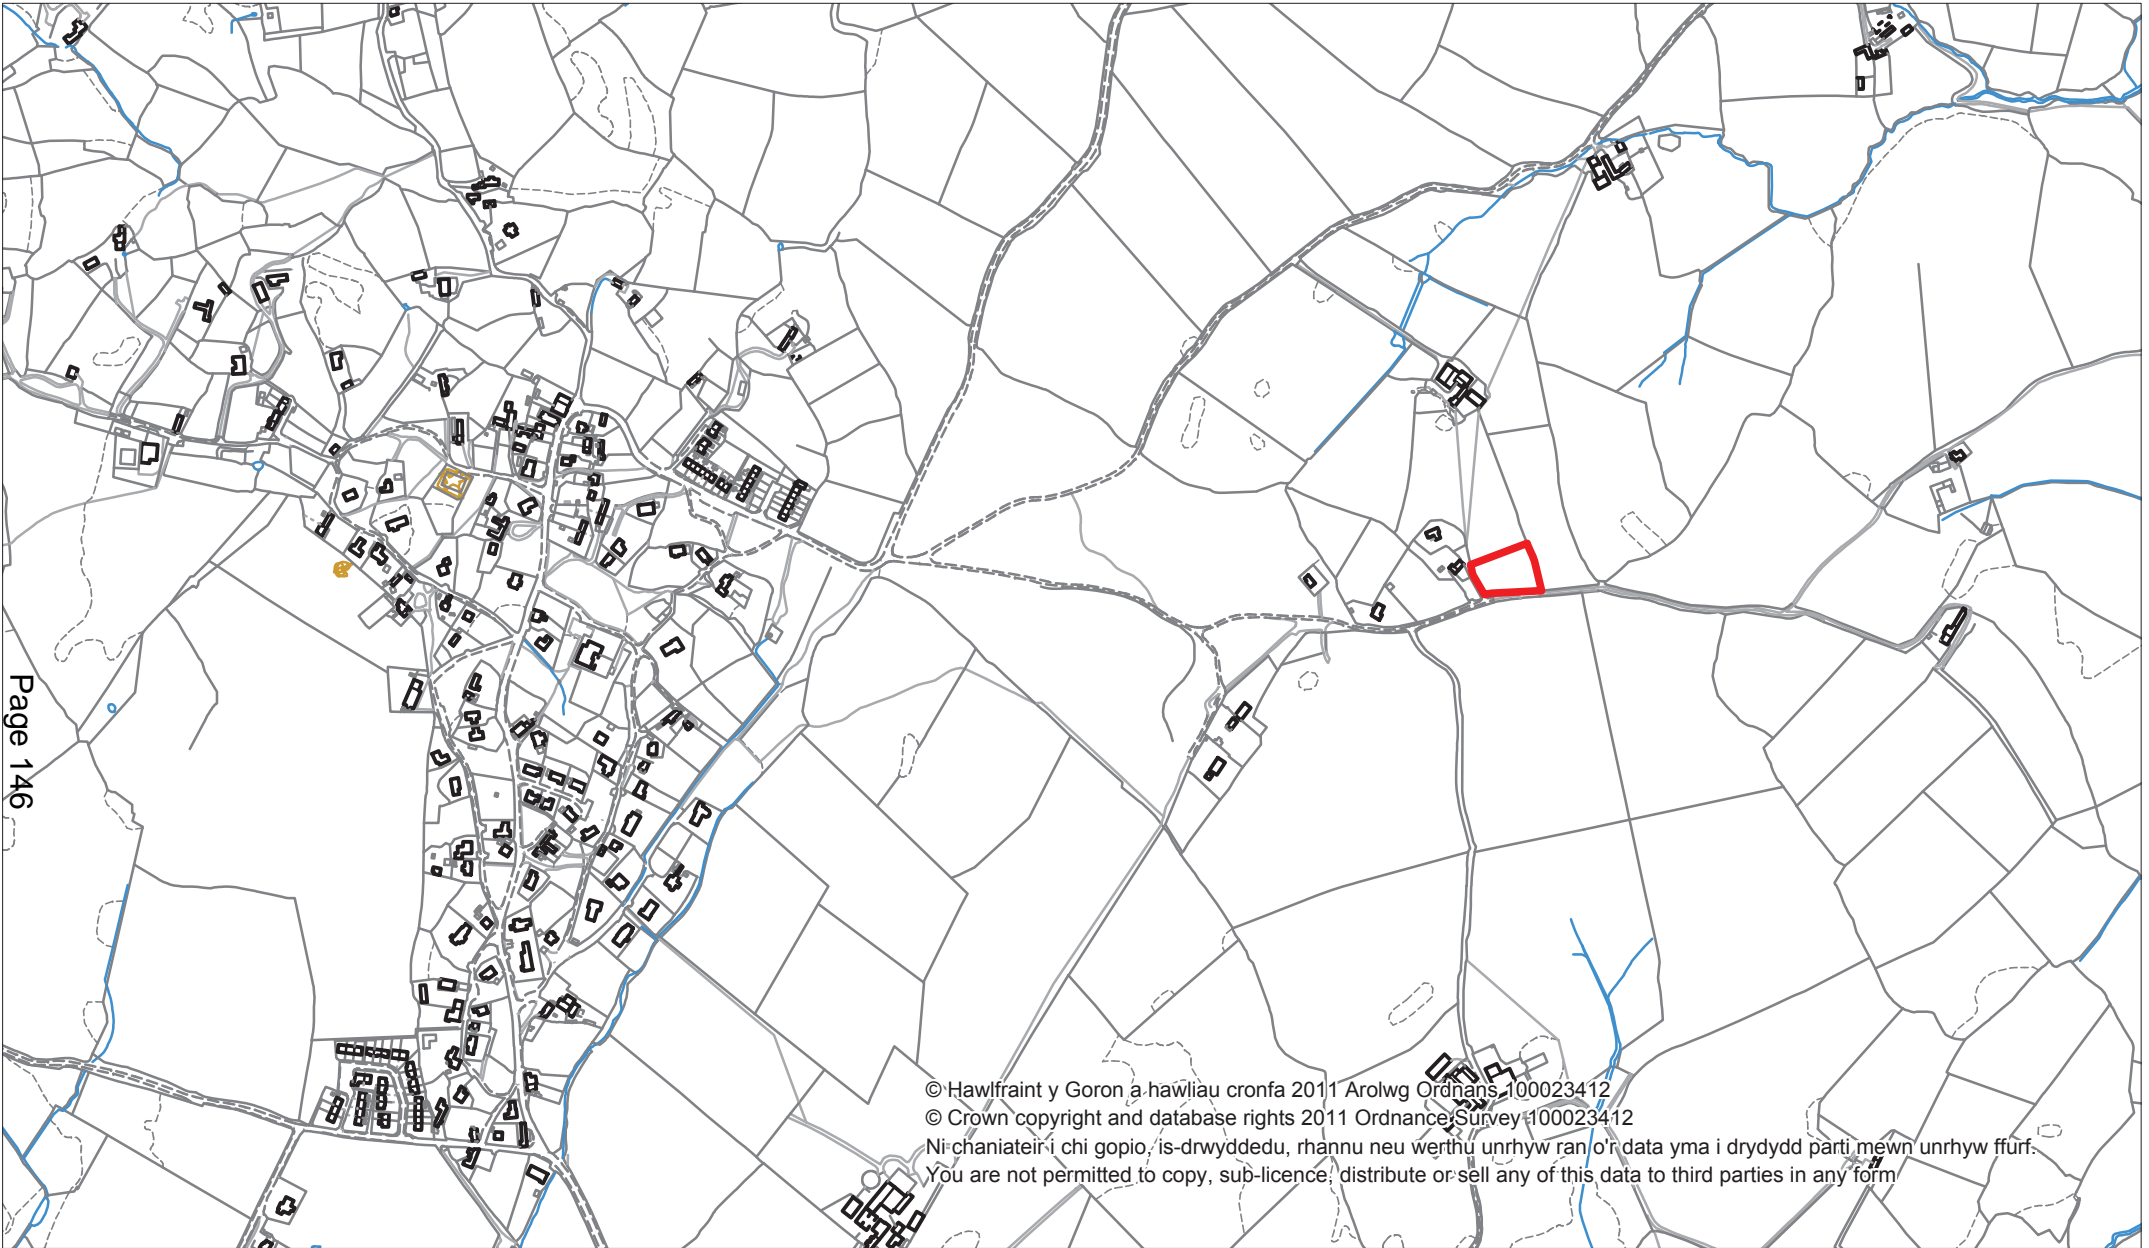 Page 146
© Hawlfraint y Goron a hawliau cronfa 2011 Arolwg Ordnans 100023412
© Crown copyright and database rights 2011 Ordnance Survey 100023412
Ni chaniateir i chi gopio, is-drwyddedu, rhannu neu werthu unrhyw ran o'r data yma i drydydd parti mewn unrhyw ffurf.
You are not permitted to copy, sub-licence, distribute or sell any of this data to third parties in any form